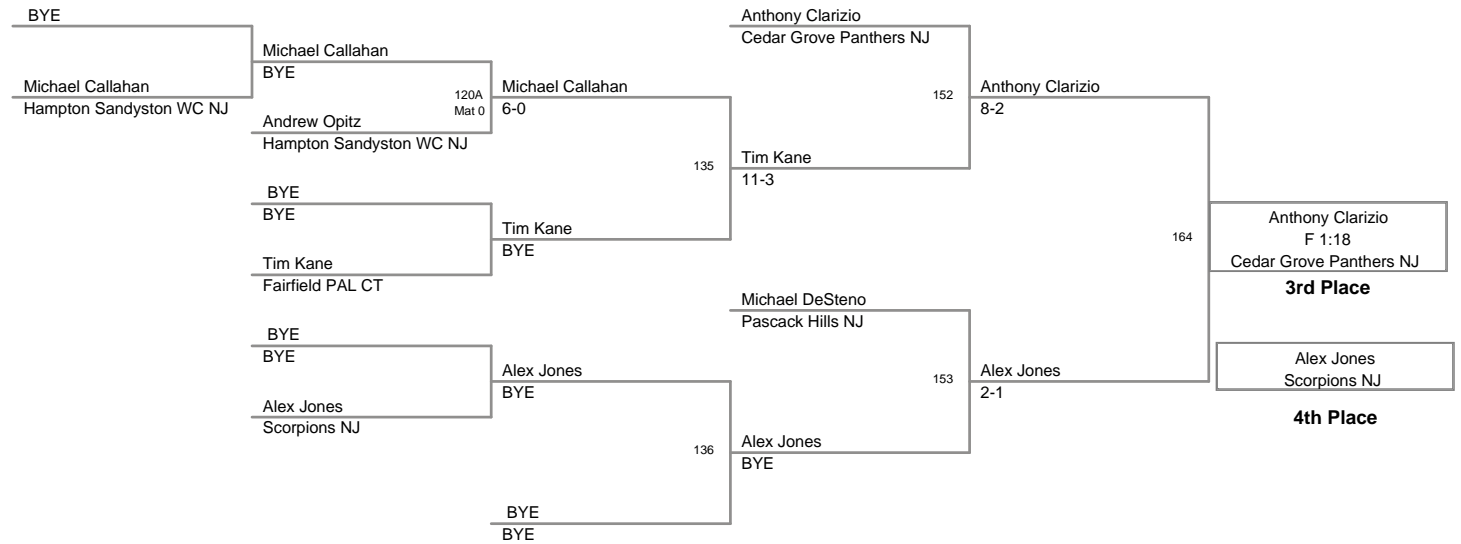 BYE
Michael Callahan
Hampton Sandyston WC NJ
Michael Callahan
BYE
Andrew Opitz
Hampton Sandyston WC NJ
120A
Mat 0
BYE
BYE
Tim Kane
Fairfield PAL CT
BYE
BYE
Alex Jones
Scorpions NJ
Michael Callahan
6-0
Tim Kane
BYE
135
Alex Jones
BYE
BYE
BYE
136
Anthony Clarizio
Cedar Grove Panthers NJ
Tim Kane
11-3
152
Michael DeSteno
Pascack Hills NJ
Alex Jones
BYE
153
Anthony Clarizio
8-2
Alex Jones
2-1
164
Anthony Clarizio
F 1:18
Cedar Grove Panthers NJ
3rd Place
Alex Jones
Scorpions NJ
4th Place